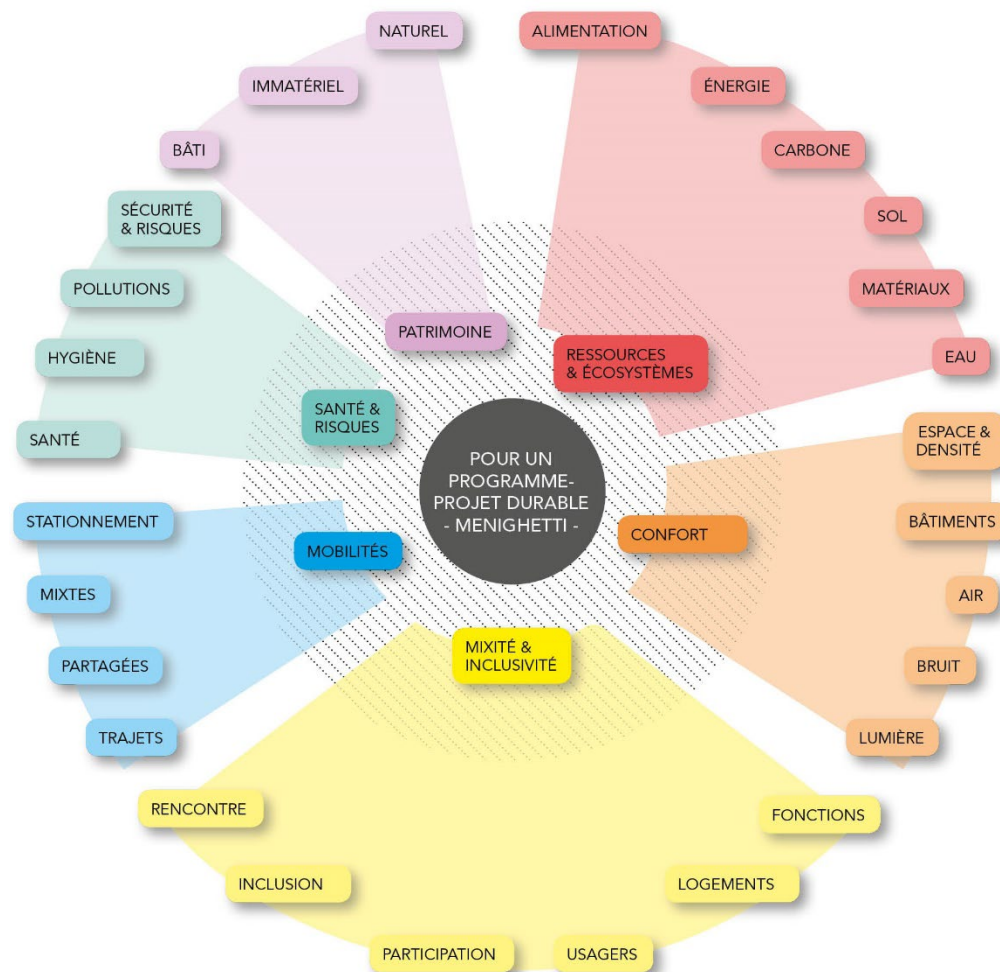 NATUREL
IMMATÉRIEL
BÂTI
PATRIMOINE
ALIMENTATION
ÉNERGIE
CARBONE
SOL
MATÉRIAUX
EAU
RESSOURCES
& ÉCOSYSTÈMES
SÉCURITÉ
& RISQUES
POLLUTIONS
HYGIÈNE
SANTÉ
SANTÉ &
RISQUES
POUR UN
PROGRAMME-
PROJET DURABLE
- MENIGHETTI -
ESPACE &
DENSITÉ
BÂTIMENTS
AIR
BRUIT
LUMIÈRE
CONFORT
STATIONNEMENT
MIXTES
PARTAGÉES
TRAJETS
MOBILITÉS
MIXITÉ &
INCLUSIVITÉ
RENCONTRE
INCLUSION
PARTICIPATION
USAGERS
LOGEMENTS
FONCTIONS